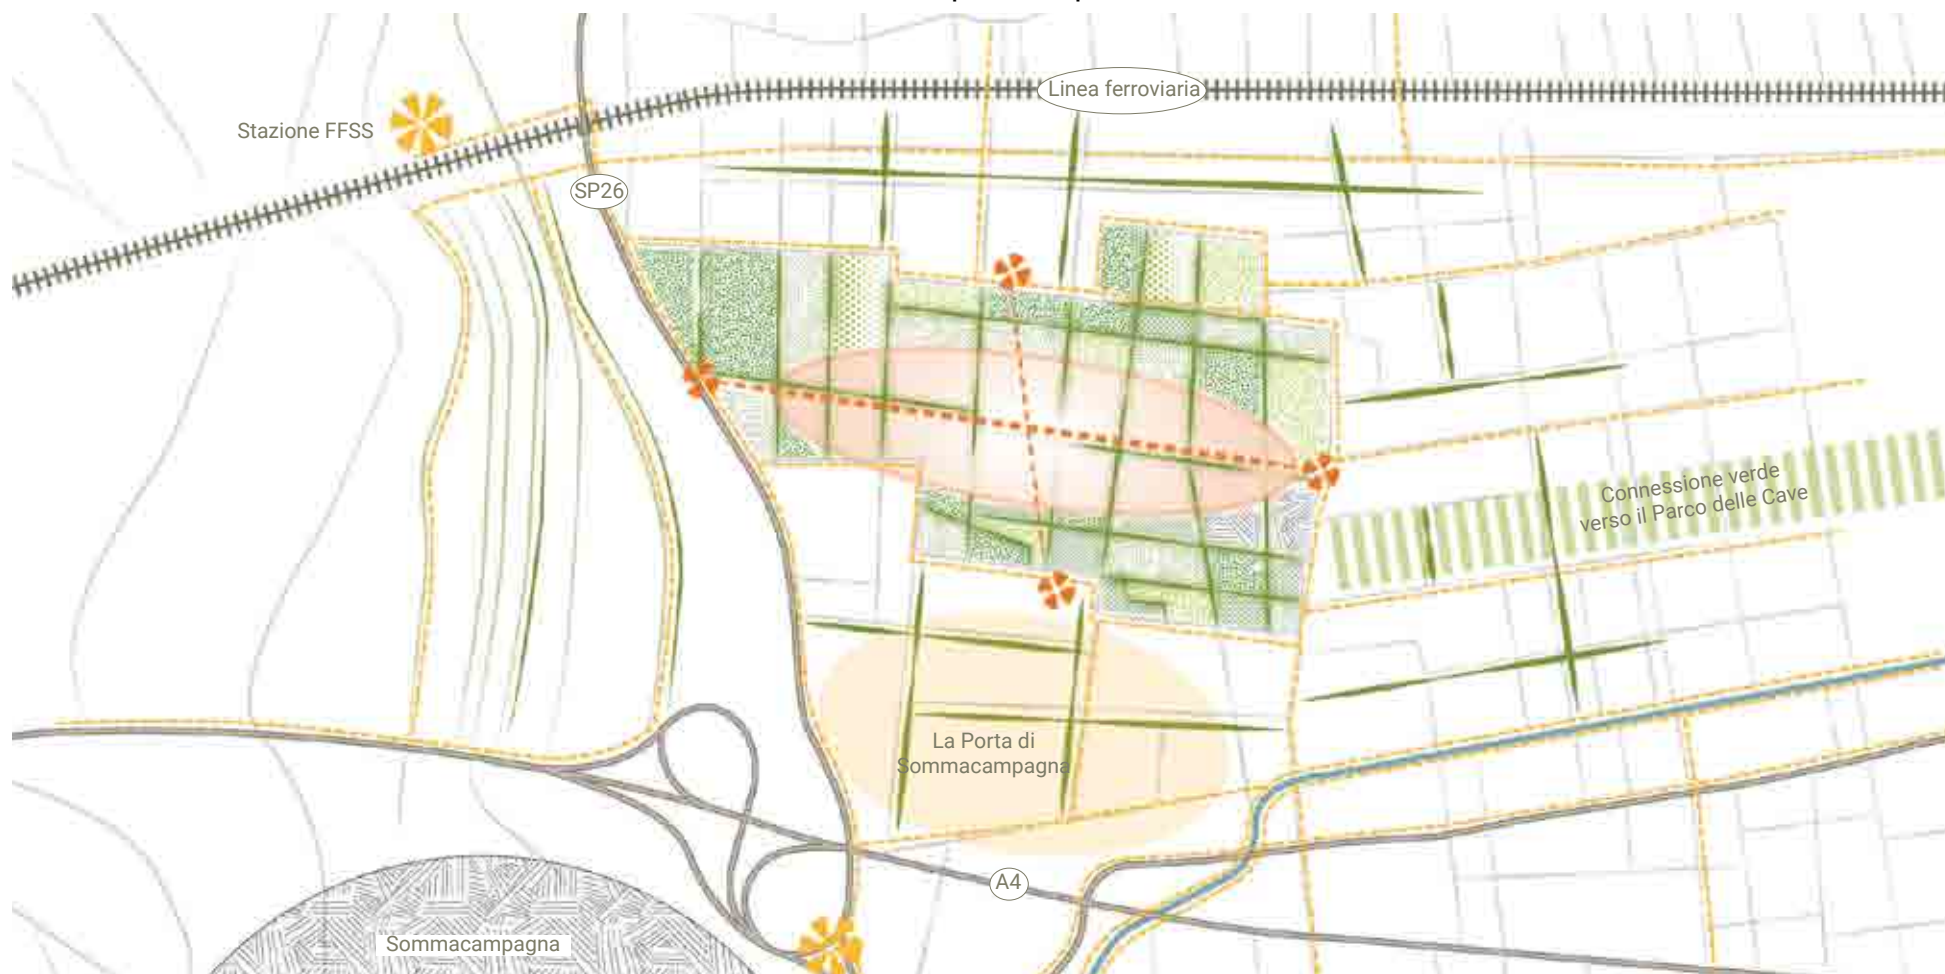 Linea ferroviaria
Stazione FFSS
SP26
Connessione verde
verso il Parco delle Cave
La Porta di
Sommacampagna
A4
Sommacampagna